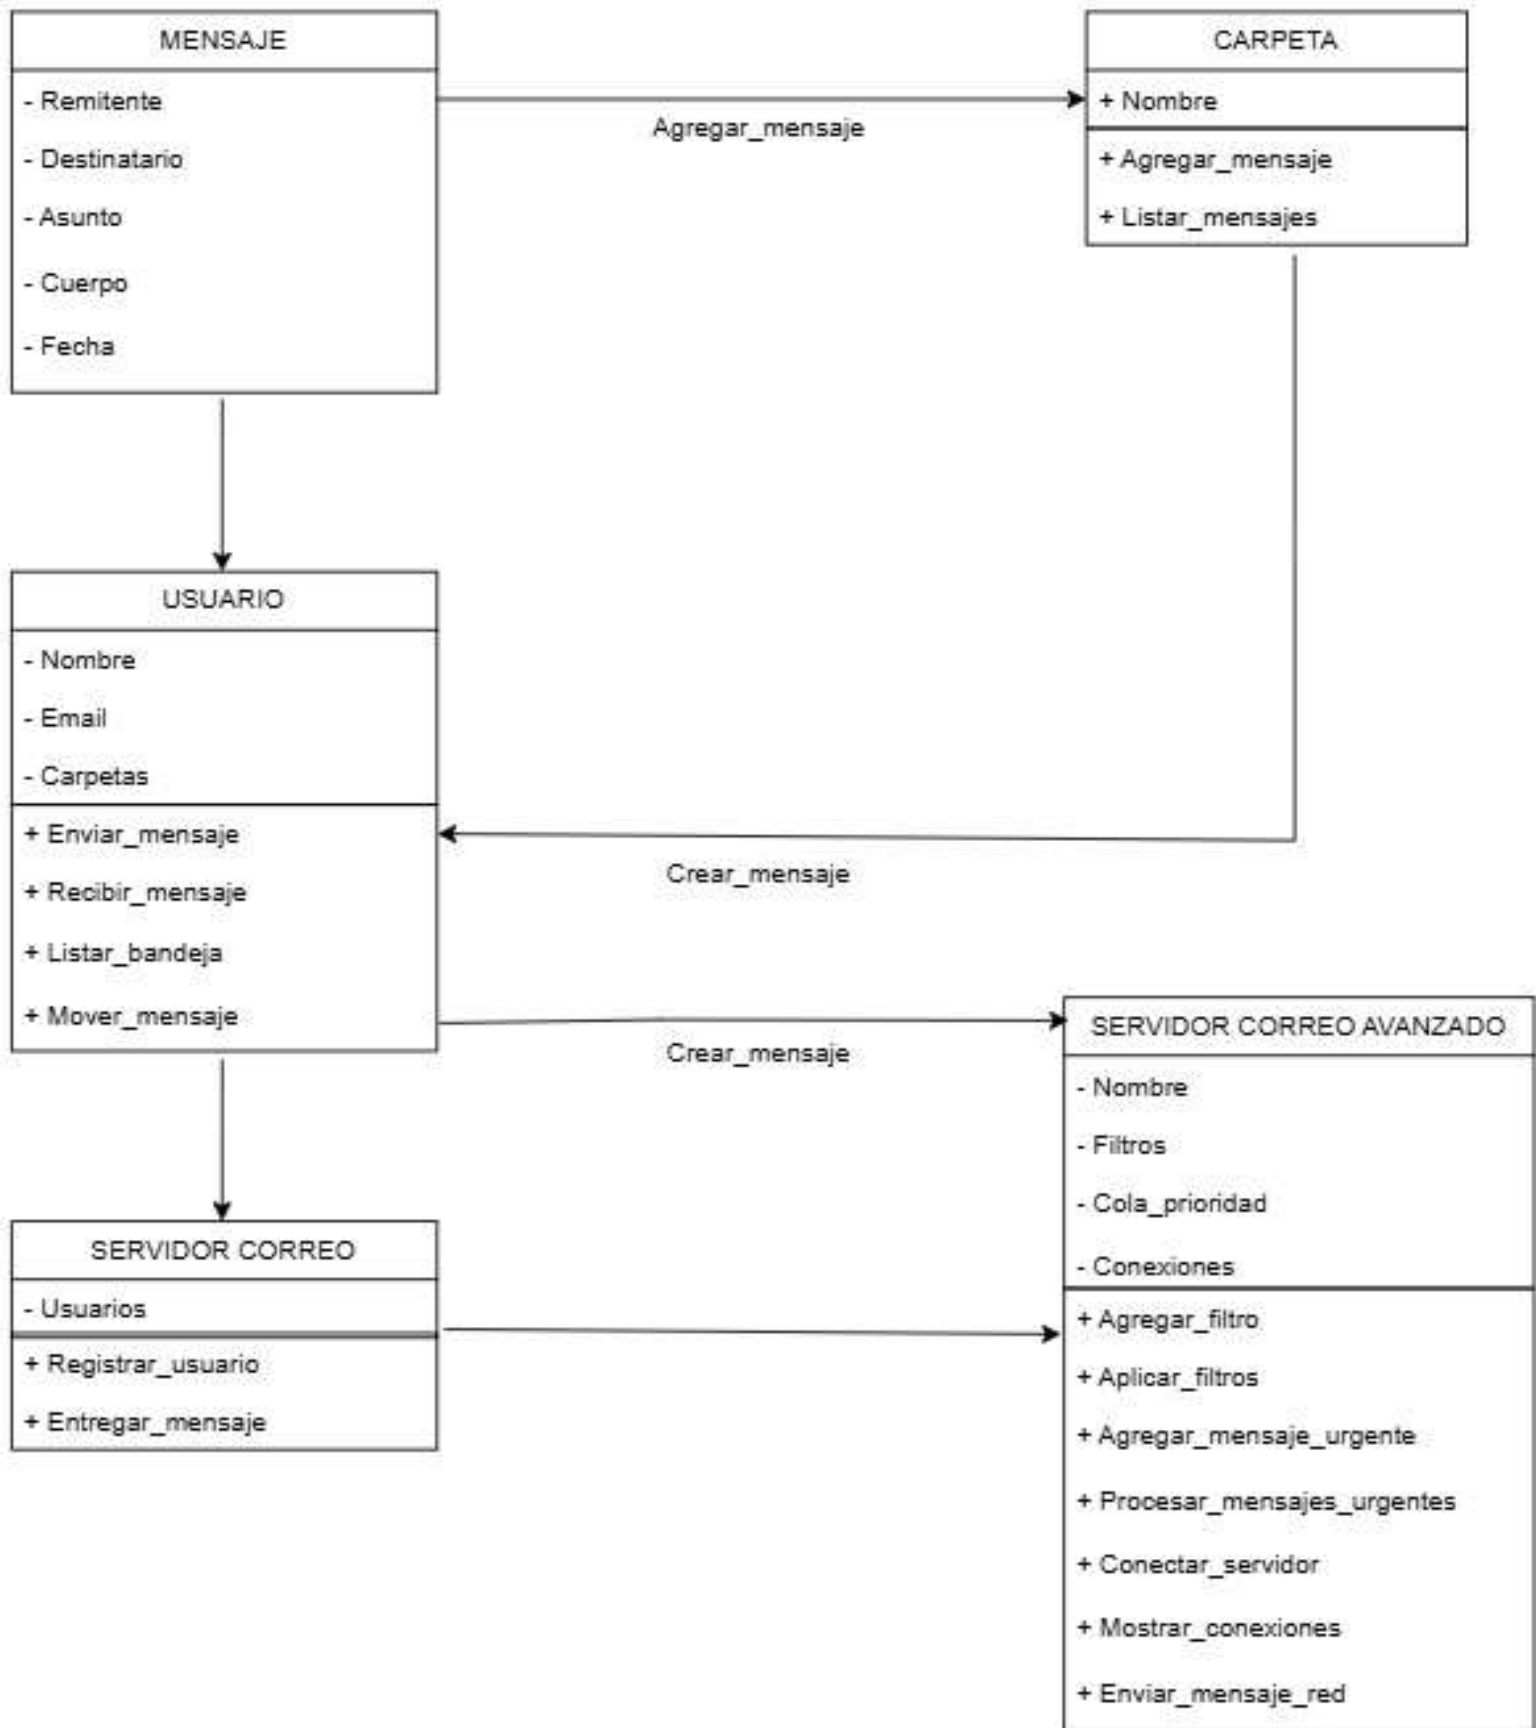 MENSAJE
- Remitente
- Destinatario
- Asunto
- Cuerpo
- Fecha
Agregar_mensaje
CARPETA
+ Nombre
+ Agregar_mensaje
+ Listar_mensajes
USUARIO
- Nombre
- Email
- Carpetas
+ Enviar_mensaje
+ Recibir_mensaje
+ Listar_bandeja
+ Mover_mensaje
Crear_mensaje
Crear_mensaje
SERVIDOR CORREO
- Usuarios
+ Registrar_usuario
+ Entregar_mensaje
SERVIDOR CORREO AVANZADO
- Nombre
- Filtros
- Cola_prioridad
- Conexiones
+ Agregar_filtro
+ Aplicar_filtros
+ Agregar_mensaje_urgente
+ Procesar_mensajes_urgentes
+ Conectar_servidor
+ Mostrar_conexiones
+ Enviar_mensaje_red